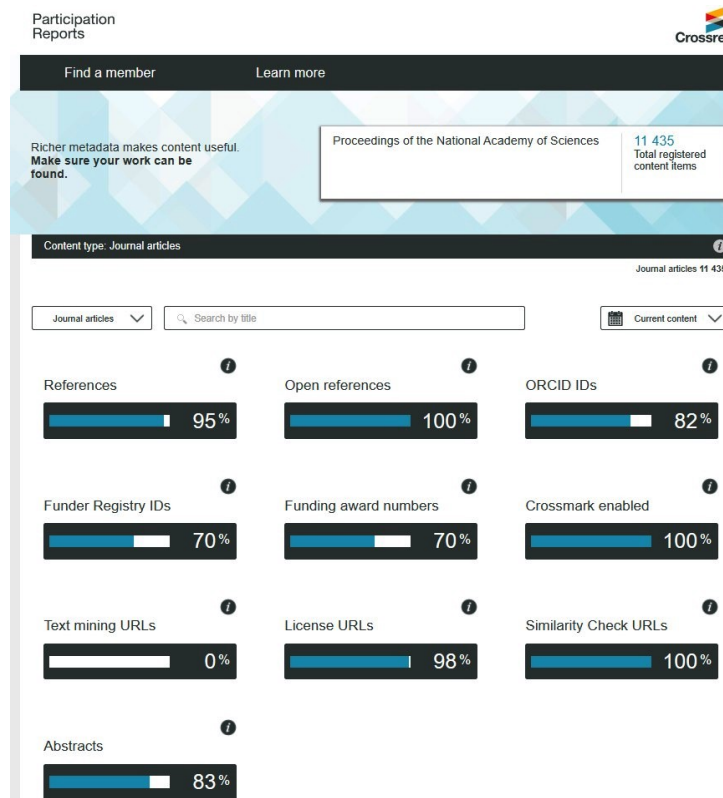 Participation
Reports
Find a member
Learn more
Richer metadata makes content useful.
Make sure your work can be
found.
Proceedings of the National Academy of Sciences
11 435
Total registered
content items
Content type: Journal articles
Journal articles 11 435
Journal articles
Search by title
Current content
References
95%
Open references
100%
ORCID IDs
82%
Funder Registry IDs
70%
Funding award numbers
70%
Crossmark enabled
100%
Text mining URLs
0%
License URLs
98%
Similarity Check URLs
100%
Abstracts
83%